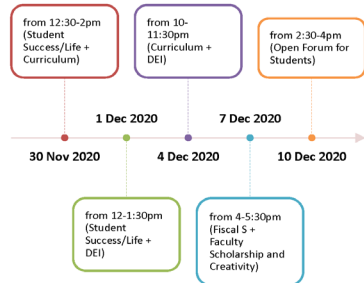 from 12:30-2pm
(Student
Success/Life +
Curriculum)
from 10-
11:30pm
(Curriculum +
DEI)
from 2:30-4pm
(Open Forum for
Students)
1 Dec 2020
7 Dec 2020
30 Nov 2020
4 Dec 2020
10 Dec 2020
from 12-1:30pm
(Student
Success/Life +
DEI)
from 4-5:30pm
(Fiscal S +
Faculty
Scholarship and
Creativity)